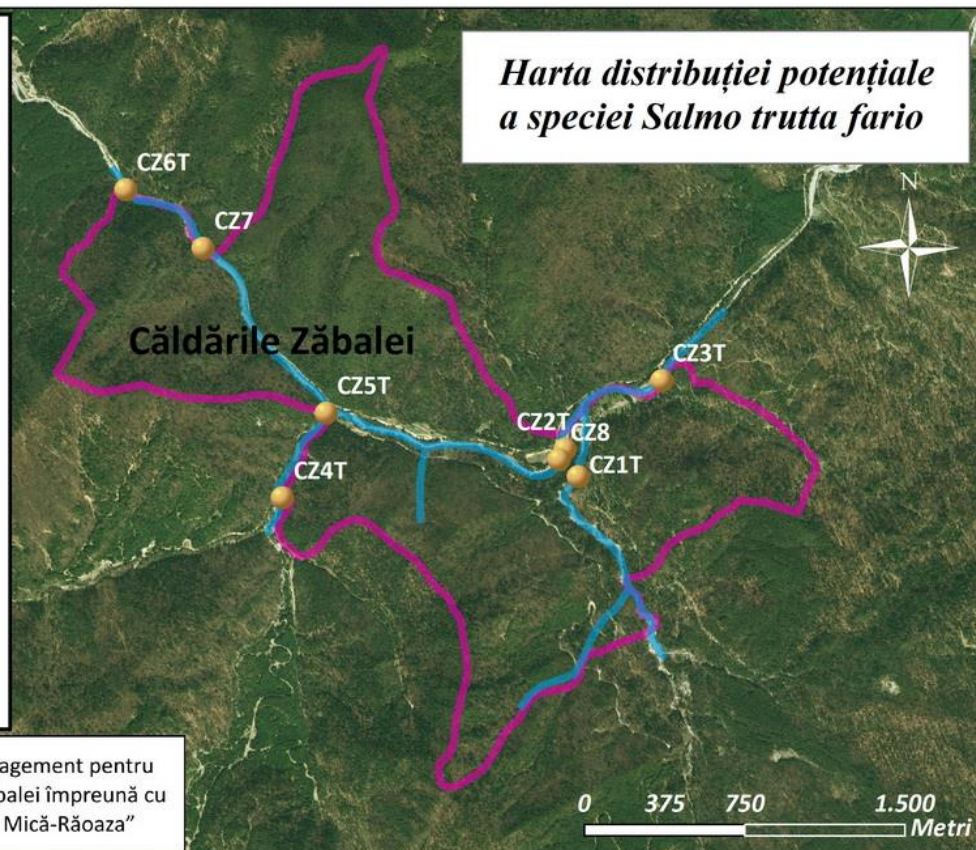 Harta distribuției potențiale
a speciei Salmo trutta fario
N
CZ6T
CZ7
Căldările Zăbalei
CZ3T
CZ5T
CZ2T
CZ8
CZ1T
CZ4T
agement pentru
balei împreună cu
Mică-Răoaza”
0 375 750 1.500
Metri